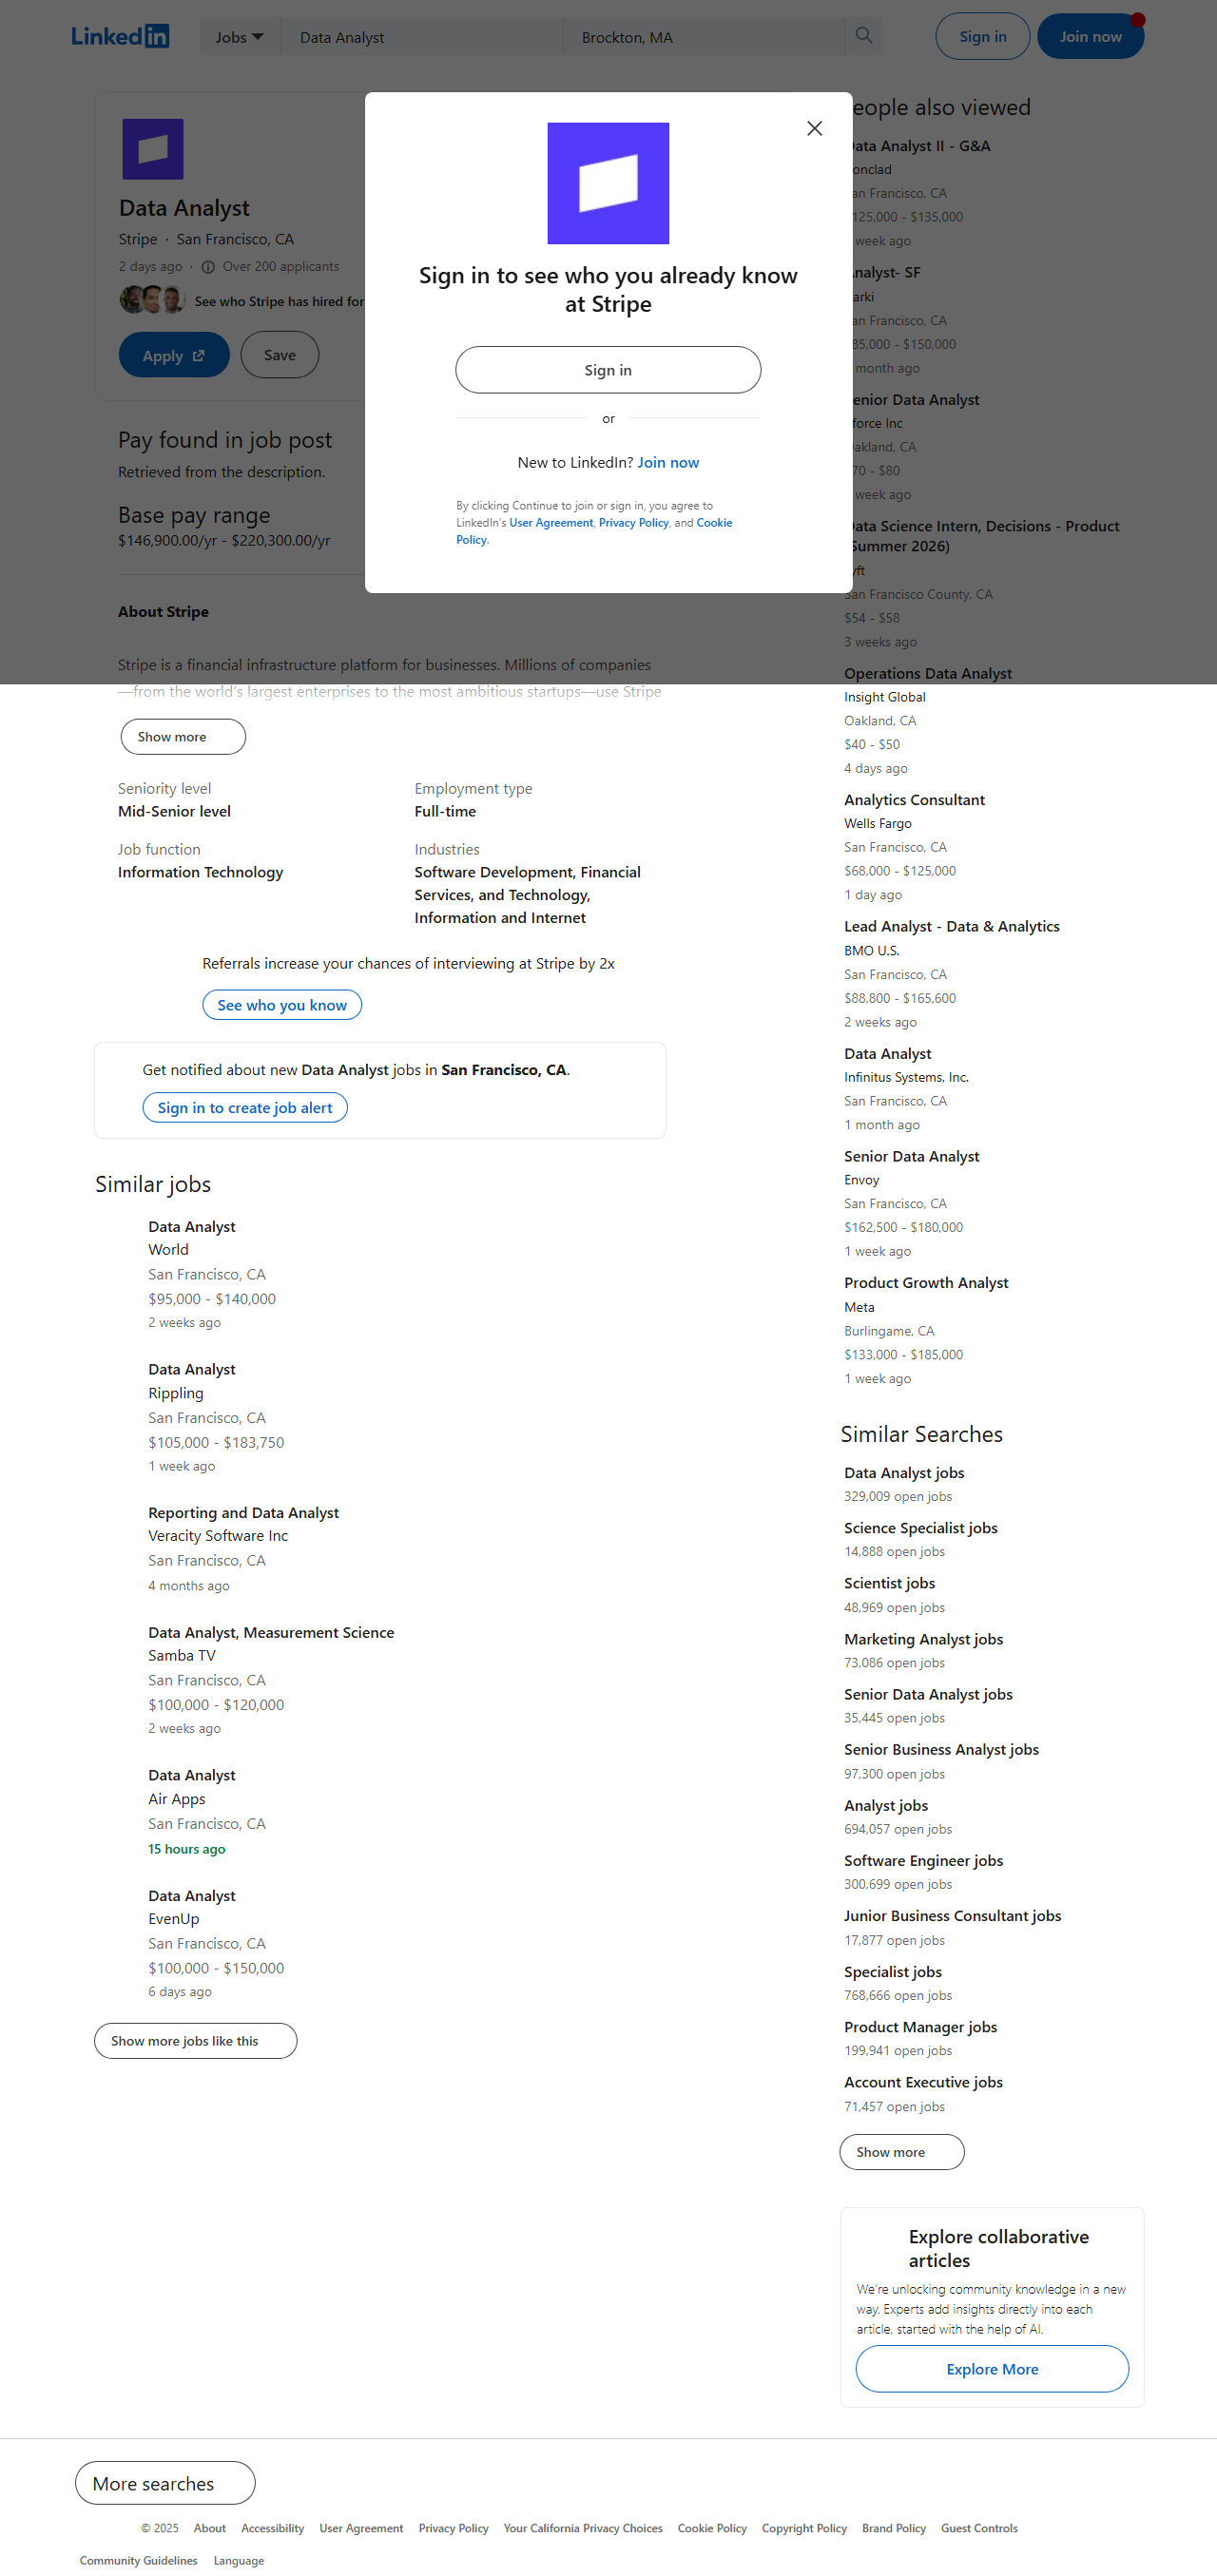 LinkedIn
Jobs
Data Analyst
Brockton, MA
Sign in
Join now
Data Analyst
Stripe · San Francisco, CA
2 days ago · Over 200 applicants
See who Stripe has hired for
Apply
Save
Pay found in job post
Retrieved from the description.
Base pay range
$146,900.00/yr - $220,300.00/yr
About Stripe
Stripe is a financial infrastructure platform for businesses. Millions of companies
—from the world's largest enterprises to the most ambitious startups—use Stripe
Show more
Seniority level
Mid-Senior level
Employment type
Full-time
Job function
Information Technology
Industries
Software Development, Financial
Services, and Technology,
Information and Internet
Referrals increase your chances of interviewing at Stripe by 2x
See who you know
Get notified about new Data Analyst jobs in San Francisco, CA.
Sign in to create job alert
Similar jobs
Data Analyst
World
San Francisco, CA
$95,000 - $140,000
2 weeks ago
Data Analyst
Rippling
San Francisco, CA
$105,000 - $183,750
1 week ago
Reporting and Data Analyst
Veracity Software Inc
San Francisco, CA
4 months ago
Data Analyst, Measurement Science
Samba TV
San Francisco, CA
$100,000 - $120,000
2 weeks ago
Data Analyst
Air Apps
San Francisco, CA
15 hours ago
Data Analyst
EvenUp
San Francisco, CA
$100,000 - $150,000
6 days ago
Show more jobs like this
Sign in to see who you already know
at Stripe
Sign in
or
New to LinkedIn? Join now
By clicking Continue to join or sign in, you agree to
LinkedIn's User Agreement, Privacy Policy, and Cookie
Policy.
eople also viewed
ata Analyst II - G&A
onclad
an Francisco, CA
125,000 - $135,000
week ago
nalyst- SF
arki
an Francisco, CA
85,000 - $150,000
month ago
enior Data Analyst
force Inc
akland, CA
70 - $80
week ago
ata Science Intern, Decisions - Product
Summer 2026)
yft
San Francisco County, CA
$54 - $58
3 weeks ago
Operations Data Analyst
Insight Global
Oakland, CA
$40 - $50
4 days ago
Analytics Consultant
Wells Fargo
San Francisco, CA
$68,000 - $125,000
1 day ago
Lead Analyst - Data & Analytics
BMO U.S.
San Francisco, CA
$88,800 - $165,600
2 weeks ago
Data Analyst
Infinitus Systems, Inc.
San Francisco, CA
1 month ago
Senior Data Analyst
Envoy
San Francisco, CA
$162,500 - $180,000
1 week ago
Product Growth Analyst
Meta
Burlingame, CA
$133,000 - $185,000
1 week ago
Similar Searches
Data Analyst jobs
329,009 open jobs
Science Specialist jobs
14,888 open jobs
Scientist jobs
48,969 open jobs
Marketing Analyst jobs
73,086 open jobs
Senior Data Analyst jobs
35,445 open jobs
Senior Business Analyst jobs
97,300 open jobs
Analyst jobs
694,057 open jobs
Software Engineer jobs
300,699 open jobs
Junior Business Consultant jobs
17,877 open jobs
Specialist jobs
768,666 open jobs
Product Manager jobs
199,941 open jobs
Account Executive jobs
71,457 open jobs
Show more
Explore collaborative
articles
We're unlocking community knowledge in a new
way. Experts add insights directly into each
article, started with the help of AI.
Explore More
More searches
© 2025 About Accessibility User Agreement Privacy Policy Your California Privacy Choices Cookie Policy Copyright Policy Brand Policy Guest Controls
Community Guidelines Language